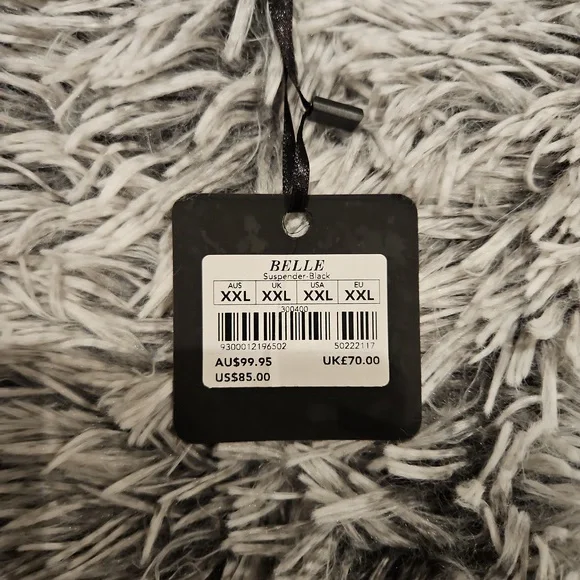 BELLE
Suspender-Black
AUS UK USA EU
XXL XXL XXL XXL
300400
9300012196502 50222117
AU$99.95 UK£70.00
US$85.00